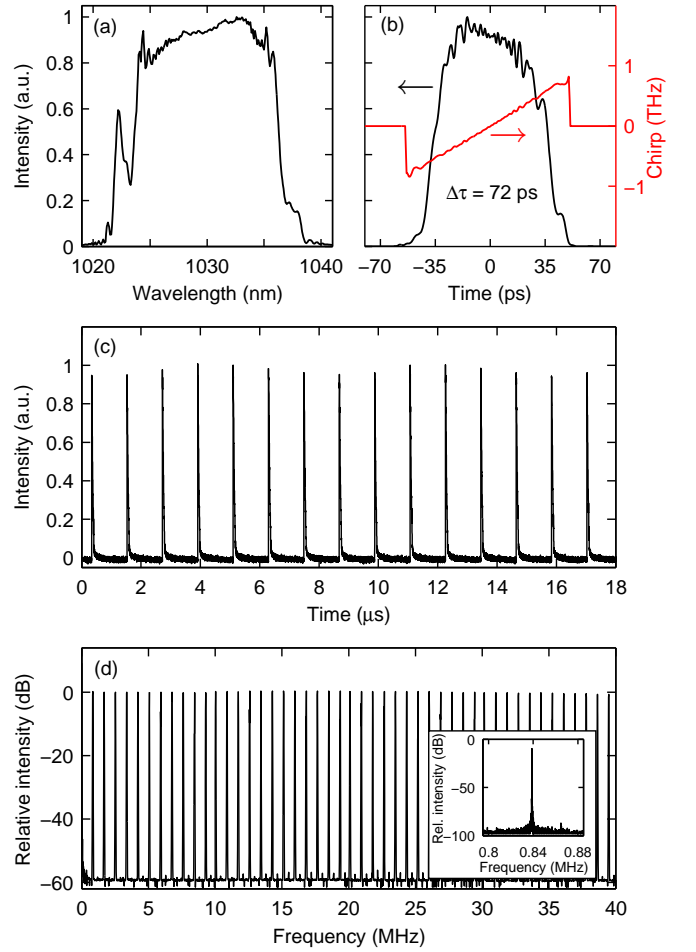 (a)
Intensity (a.u.)
1
0.8
0.6
0.4
0.2
0
1020 1030 1040
Wavelength (nm)
(b)
Δτ = 72 ps
1
0
−1
Chirp (THz)
−70 −35 0 35 70
Time (ps)
(c)
Intensity (a.u.)
1
0.8
0.6
0.4
0.2
0
0 2 4 6 8 10 12 14 16 18
Time (μs)
(d)
Relative intensity (dB)
0
−20
−40
−60
0 5 10 15 20 25 30 35 40
Frequency (MHz)
Rel. intensity (dB)
0
−50
−100
0.8 0.84 0.88
Frequency (MHz)